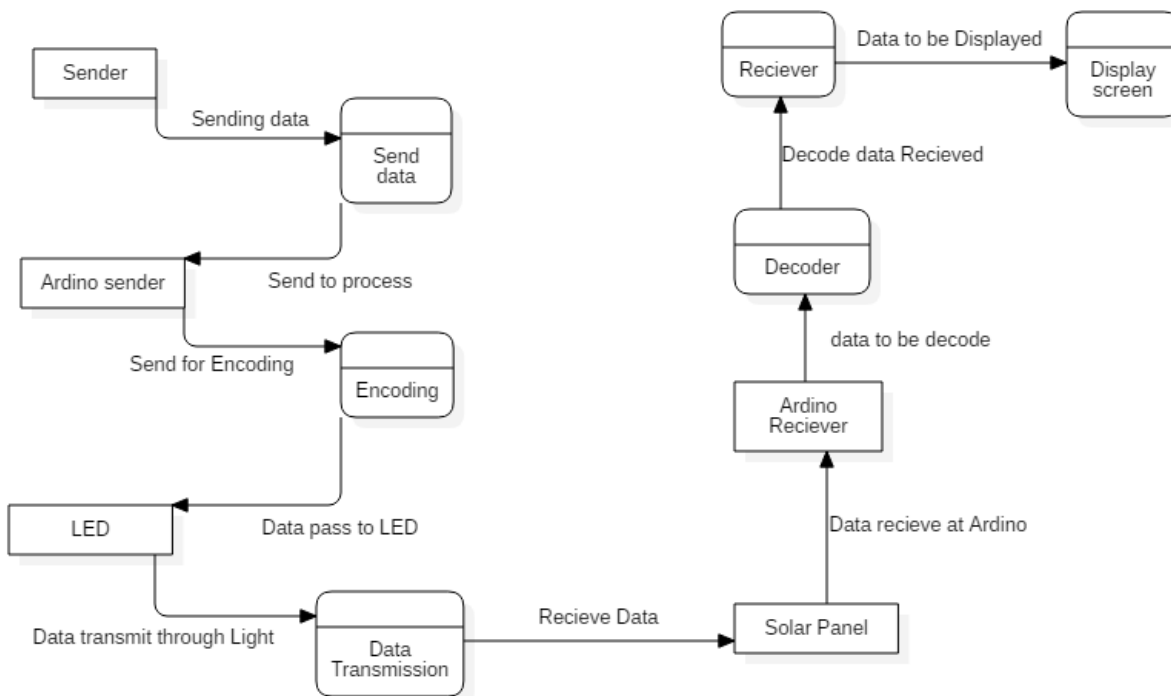 Sender
Sending data
Send
data
Ardino sender
Send to process
Send for Encoding
Encoding
LED
Data pass to LED
Data transmit through Light
Data
Transmission
Recieve Data
Solar Panel
Data recieve at Ardino
Ardino
Reciever
data to be decode
Decoder
Decode data Recieved
Reciever
Data to be Displayed
Display
screen